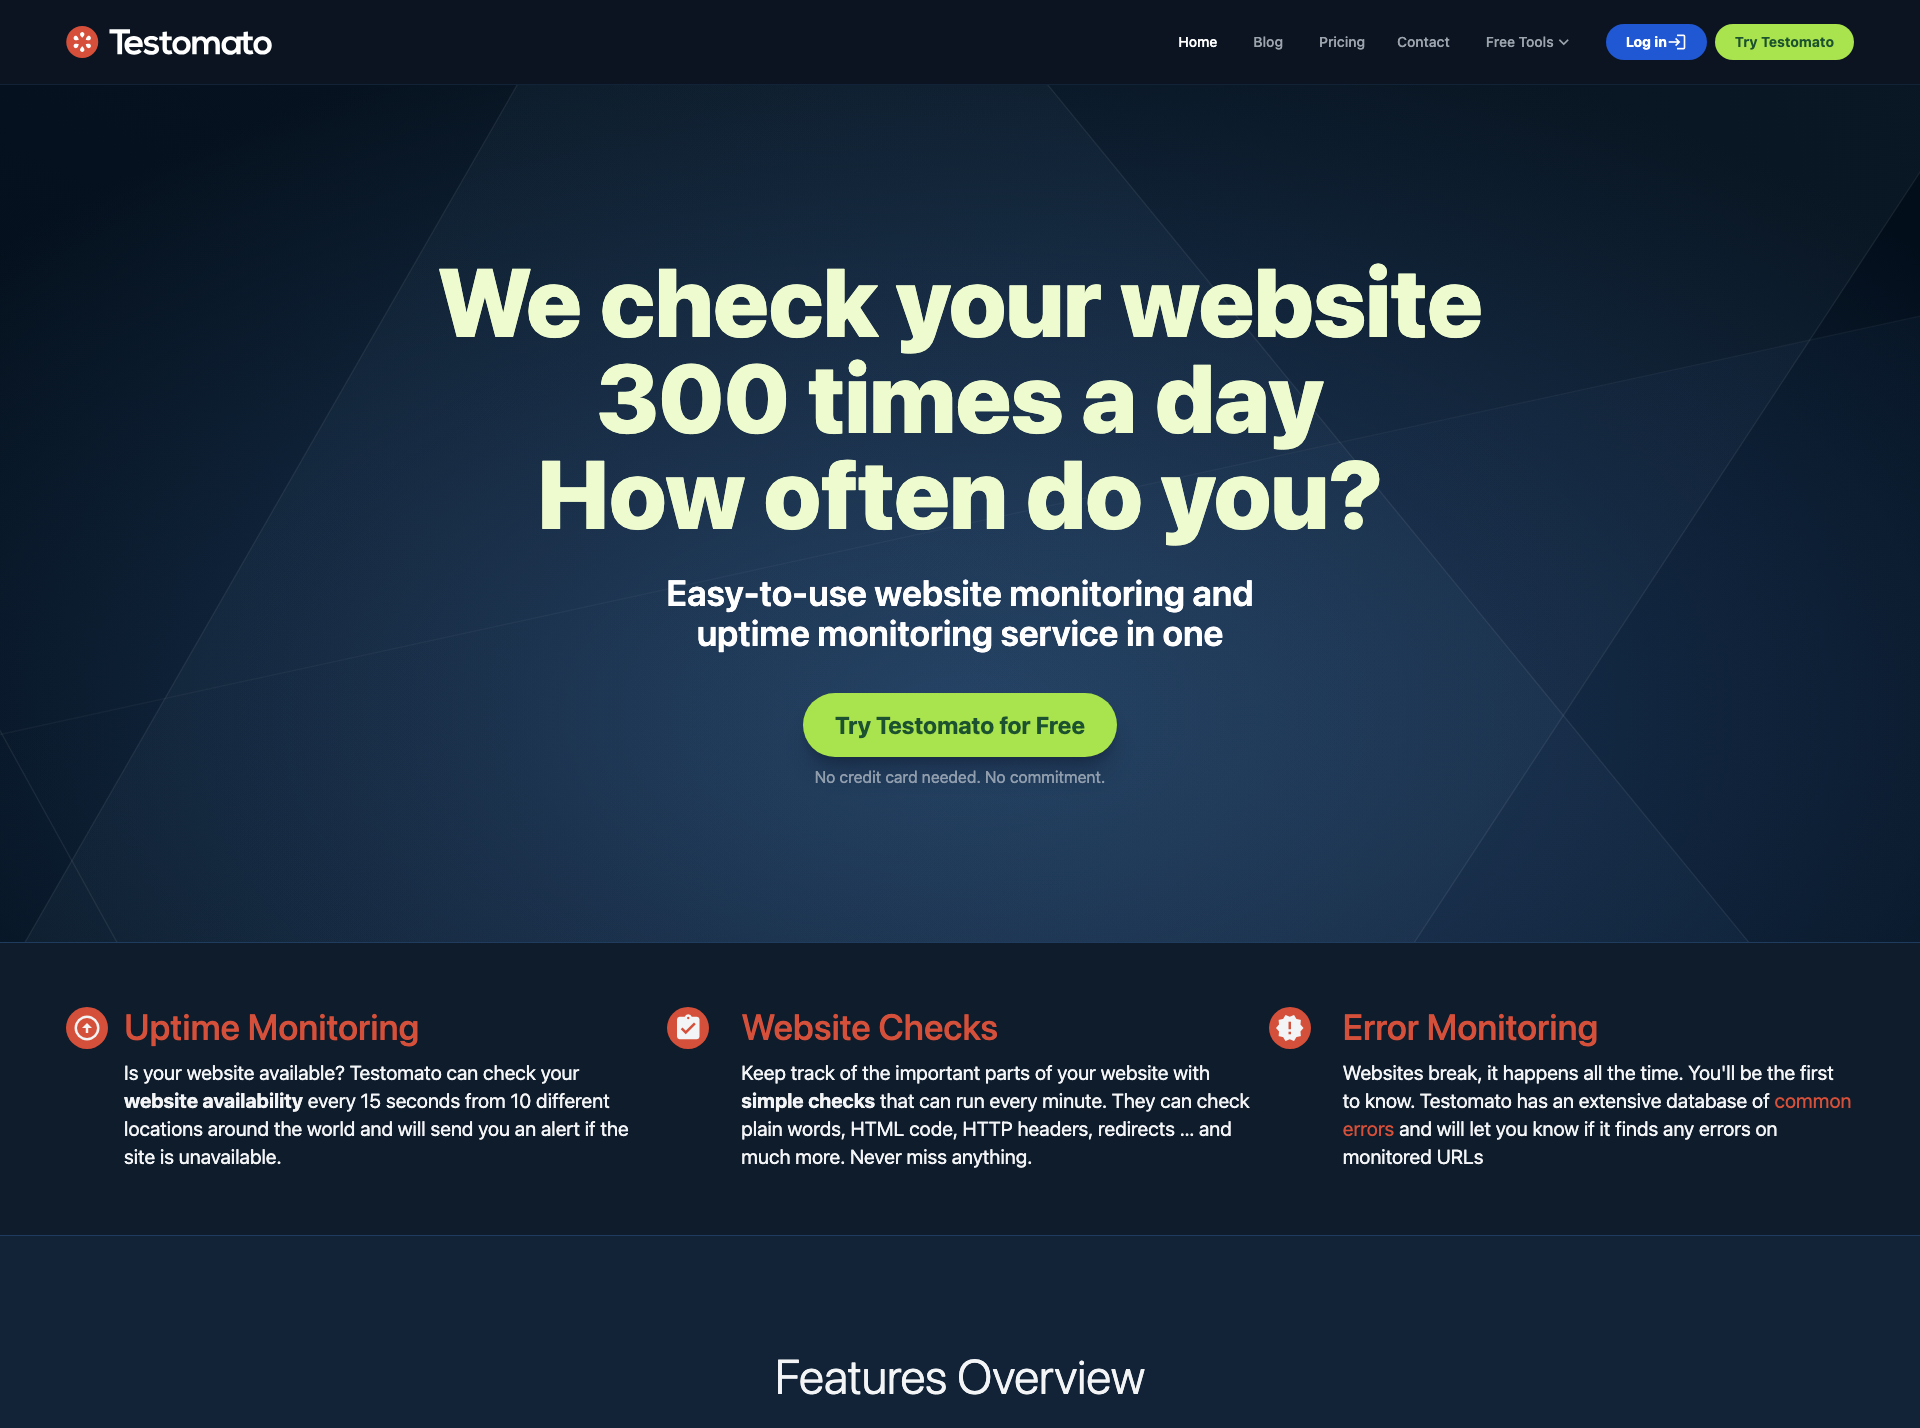 Testomato
Home Blog Pricing Contact Free Tools Log in Try Testomato
We check your website
300 times a day
How often do you?
Easy-to-use website monitoring and
uptime monitoring service in one
Try Testomato for Free
No credit card needed. No commitment.
Uptime Monitoring
Is your website available? Testomato can check your
website availability every 15 seconds from 10 different
locations around the world and will send you an alert if the
site is unavailable.
Website Checks
Keep track of the important parts of your website with
simple checks that can run every minute. They can check
plain words, HTML code, HTTP headers, redirects ... and
much more. Never miss anything.
Error Monitoring
Websites break, it happens all the time. You'll be the first
to know. Testomato has an extensive database of common
errors and will let you know if it finds any errors on
monitored URLs
Features Overview